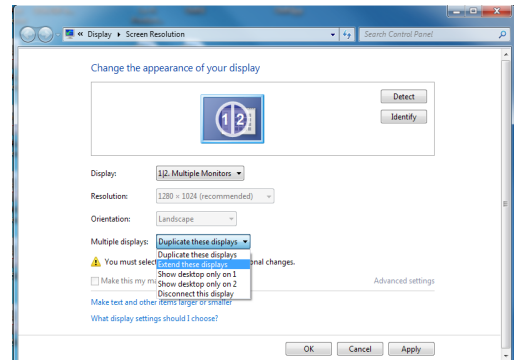 « Display ▸ Screen Resolution
Search Control Panel
Change the appearance of your display
1 2
Detect
Identify
Display: 1|2. Multiple Monitors
Resolution: 1280 × 1024 (recommended)
Orientation: Landscape
Multiple displays: Duplicate these displays
Duplicate these displays
Extend these displays
Show desktop only on 1
Show desktop only on 2
Disconnect this display
You must selec onal changes.
Make this my m Advanced settings
Make text and other items larger or smaller
What display settings should I choose?
OK Cancel Apply